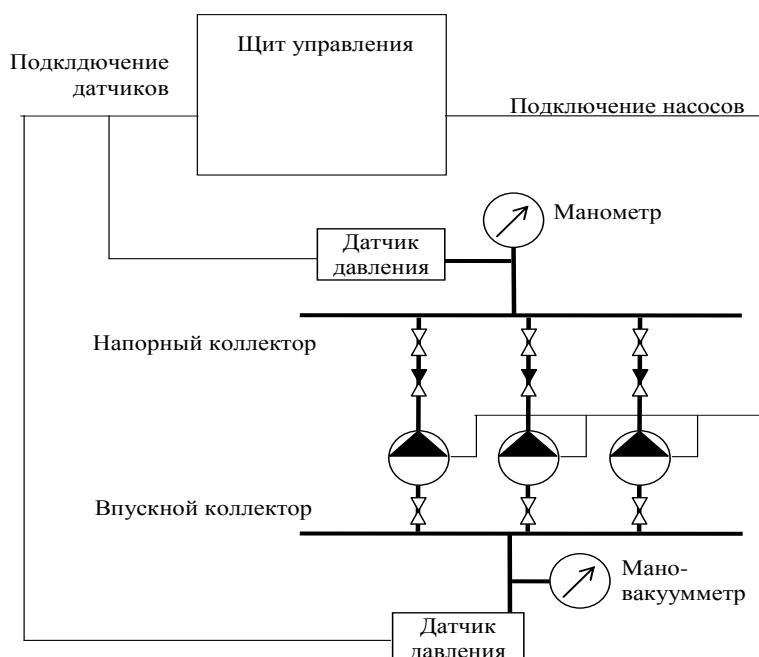 Щит управления
Подклдючение
датчиков
Подключение насосов
Манометр
Датчик
давления
Напорный коллектор
Впускной коллектор
Мано-
вакуумметр
Датчик
давления